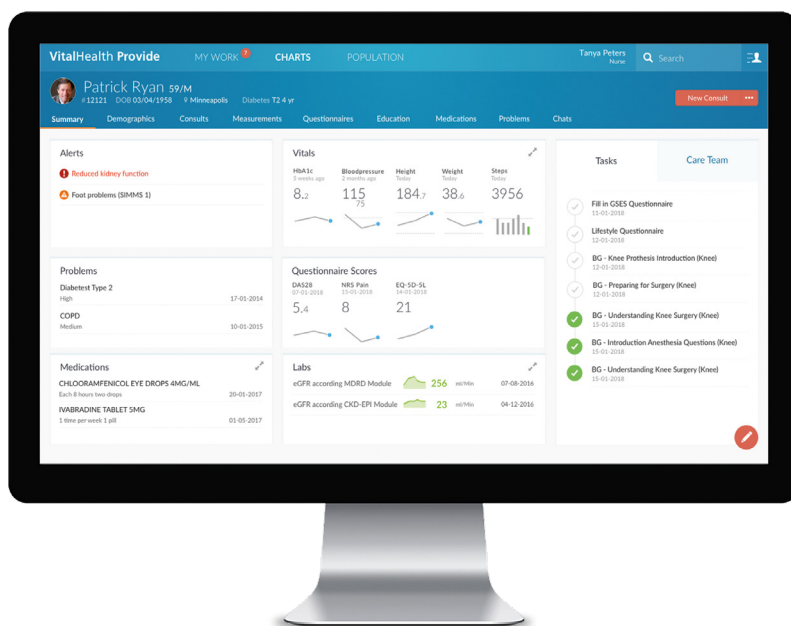 VitalHealth Provide
MY WORK 7
CHARTS
POPULATION
Tanya Peters
Nurse
Search
Patrick Ryan 59/M
#12121 DOB 03/04/1958 Minneapolis Diabetes T2 4 yr
New Consult
Summary Demographics Consults Measurements Questionnaires Education Medications Problems Chats
Alerts
Reduced kidney function
Foot problems (SIMMS 1)
Vitals
HbA1c Bloodpressure Height Weight Steps
3 weeks ago 2 months ago Today Today Today
8.2 115 184.7 38.6 3956
75
Tasks
Care Team
Fill in GSES Questionnaire
11-01-2018
Lifestyle Questionnaire
12-01-2018
BG - Knee Prothesis Introduction (Knee)
12-01-2018
BG - Preparing for Surgery (Knee)
12-01-2018
BG - Understanding Knee Surgery (Knee)
15-01-2018
BG - Introduction Anesthesia Questions (Knee)
15-01-2018
BG - Understanding Knee Surgery (Knee)
15-01-2018
Problems
Diabetest Type 2
High 17-01-2014
COPD
Medium 10-01-2015
Questionnaire Scores
DAS28 NRS Pain EQ-5D-5L
07-01-2018 15-01-2018 14-01-2018
5.4 8 21
Medications
CHLOORAMFENICOL EYE DROPS 4MG/ML
Each 8 hours two drops 20-01-2017
IVABRADINE TABLET 5MG
1 time per week 1 pill 01-05-2017
Labs
eGFR according MDRD Module 256 ml/Min 07-08-2016
eGFR according CKD-EPI Module 23 ml/Min 04-12-2016